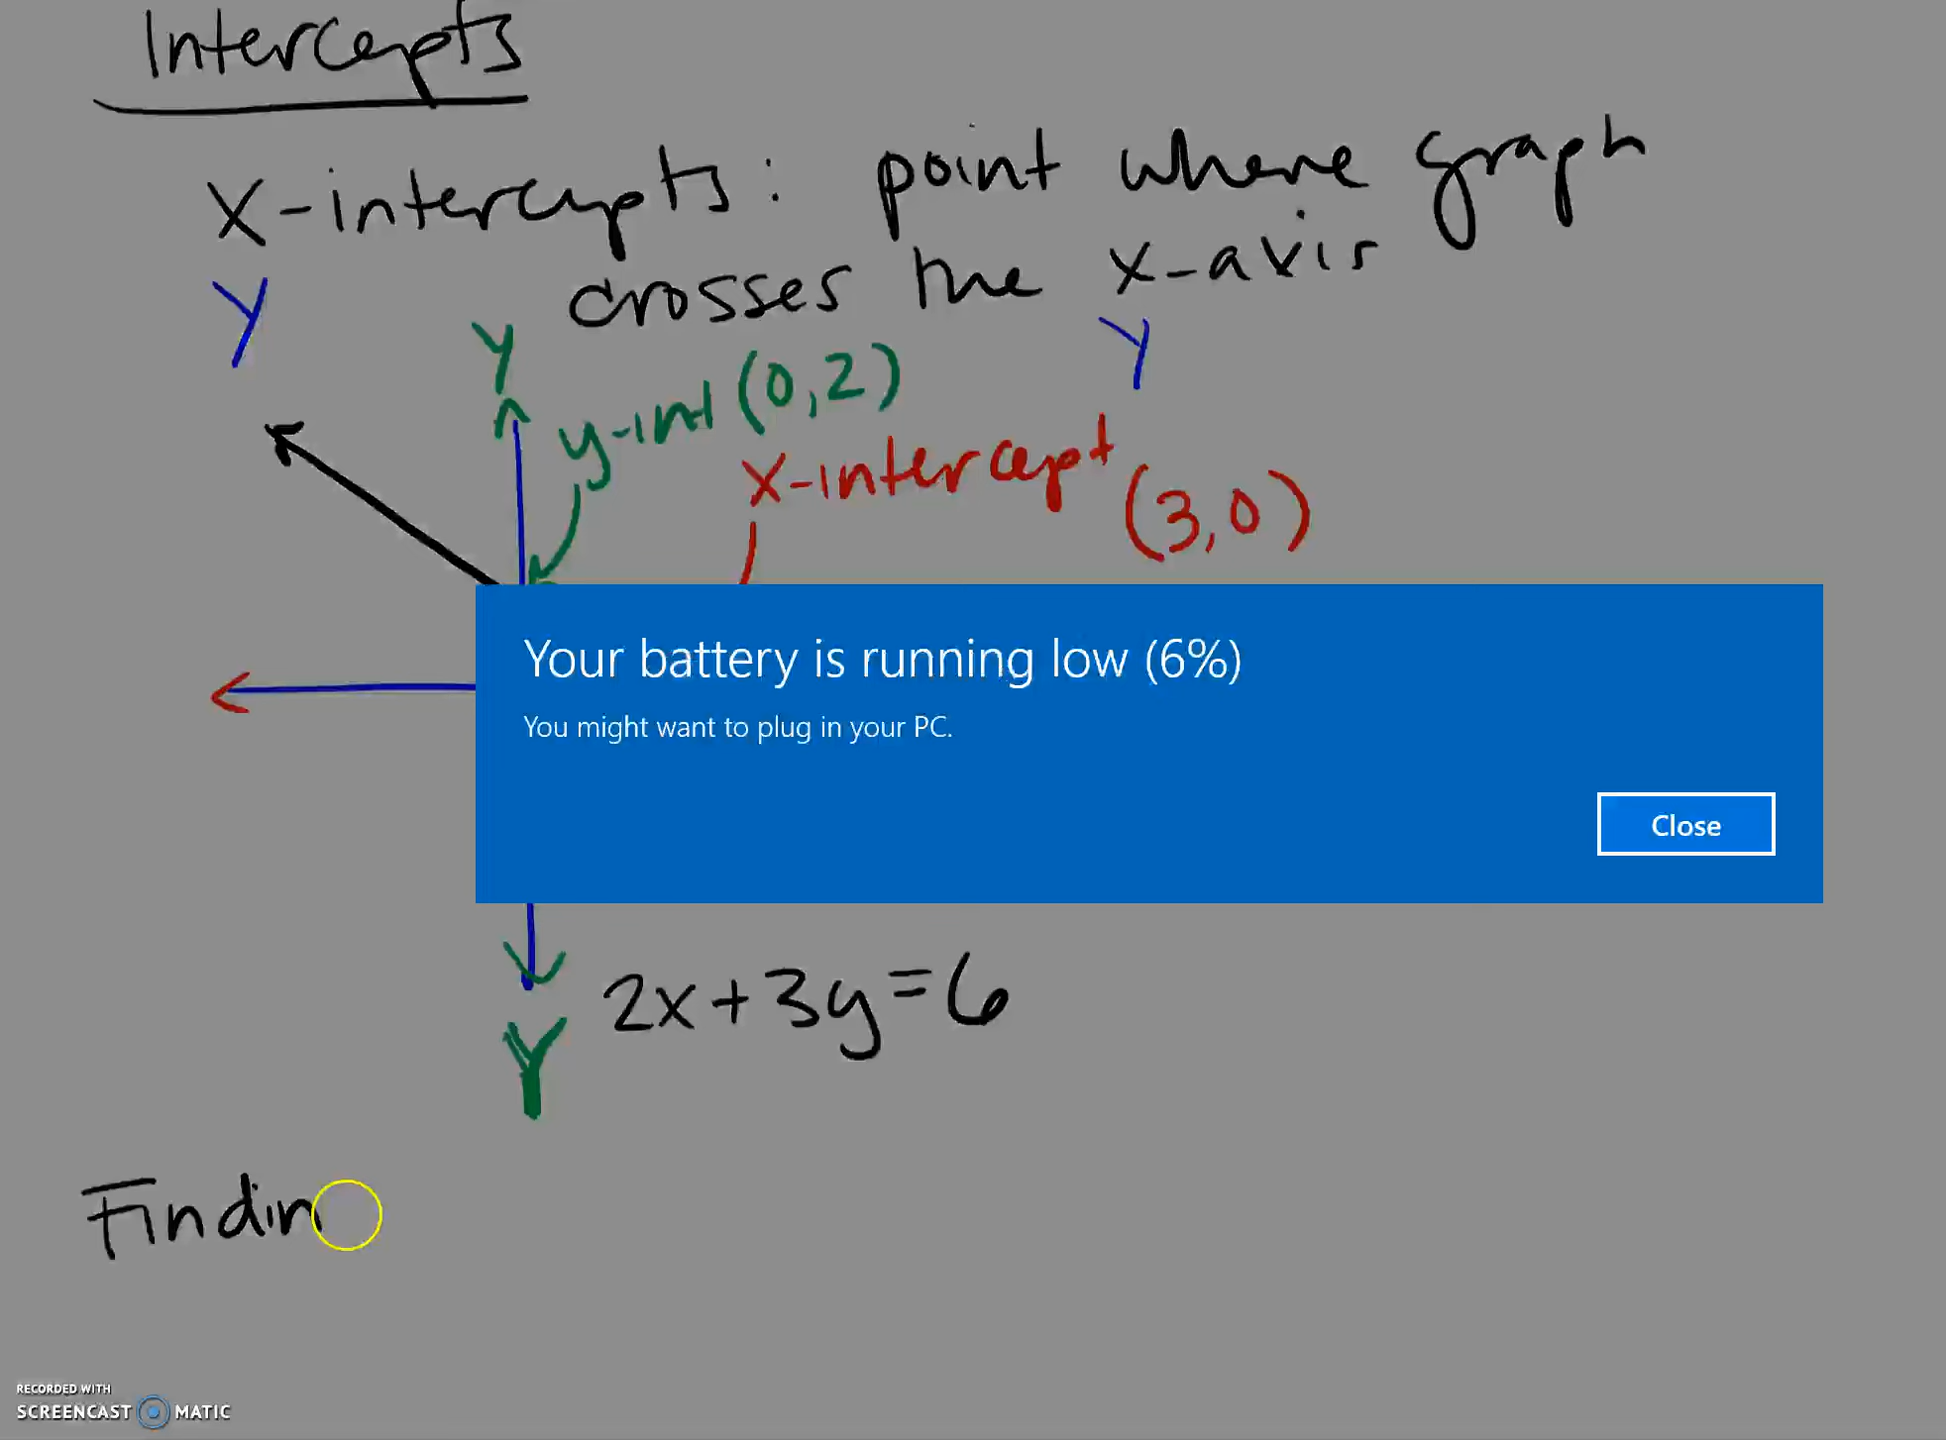 Intercepts
x-intercepts: point where graph
crosses the x-axis
y
y
y
y-int (0,2)
x-intercept (3,0)
Your battery is running low (6%)
You might want to plug in your PC.
Close
2x+3y=6
y
Findin
RECORDED WITH
SCREENCAST MATIC